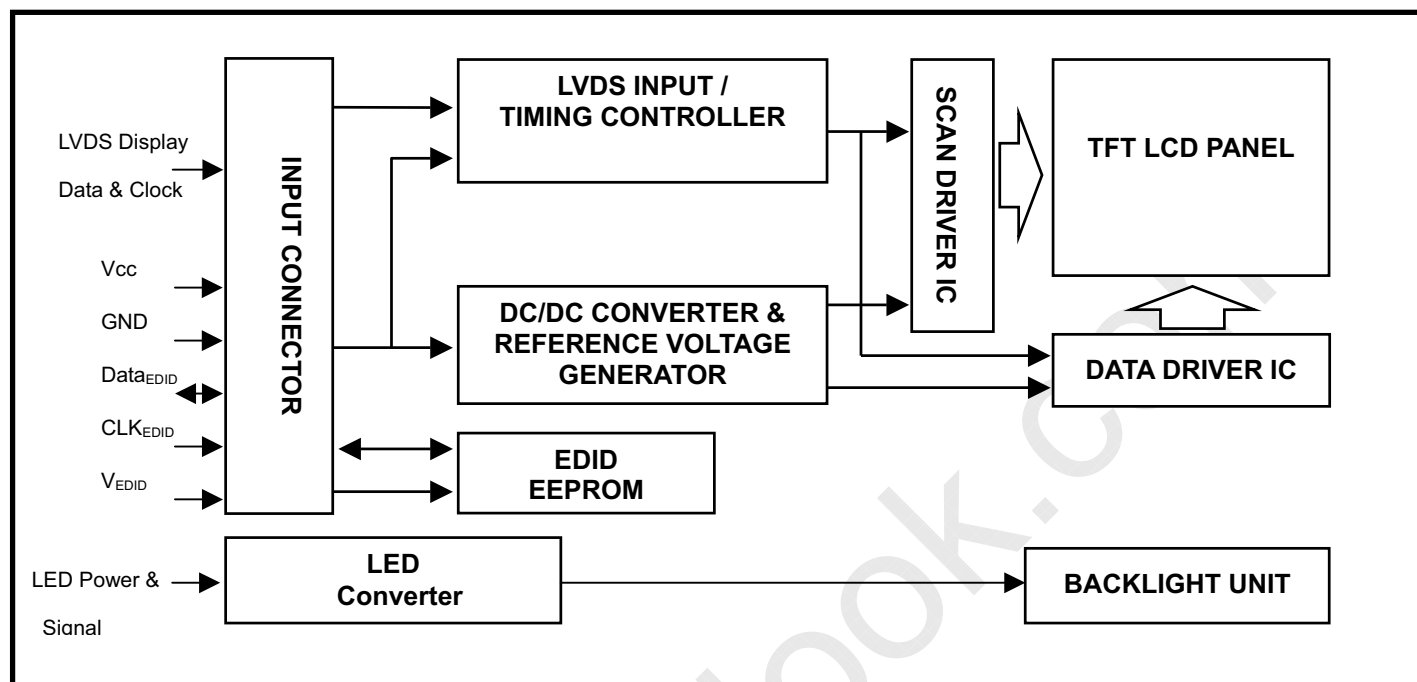 LVDS Display
Data & Clock
Vcc
GND
DataEDID
CLKEDID
VEDID
LED Power &
Signal
INPUT CONNECTOR
LVDS INPUT /
TIMING CONTROLLER
DC/DC CONVERTER &
REFERENCE VOLTAGE
GENERATOR
EDID
EEPROM
LED
Converter
SCAN DRIVER IC
TFT LCD PANEL
DATA DRIVER IC
BACKLIGHT UNIT